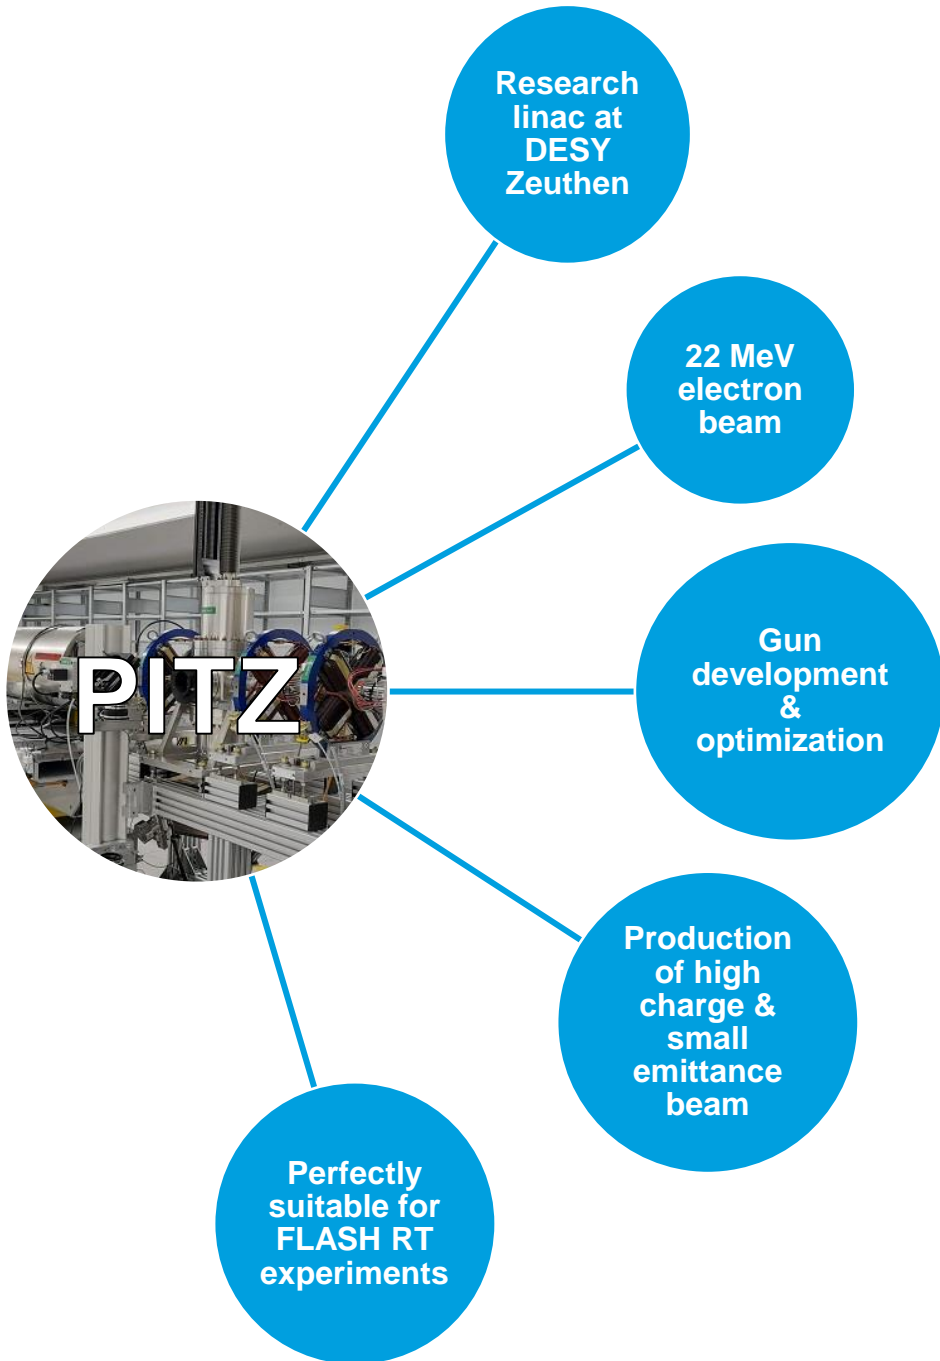 Research
linac at
DESY
Zeuthen
22 MeV
electron
beam
Gun
development
&
optimization
PITZ
Production
of high
charge &
small
emittance
beam
Perfectly
suitable for
FLASH RT
experiments